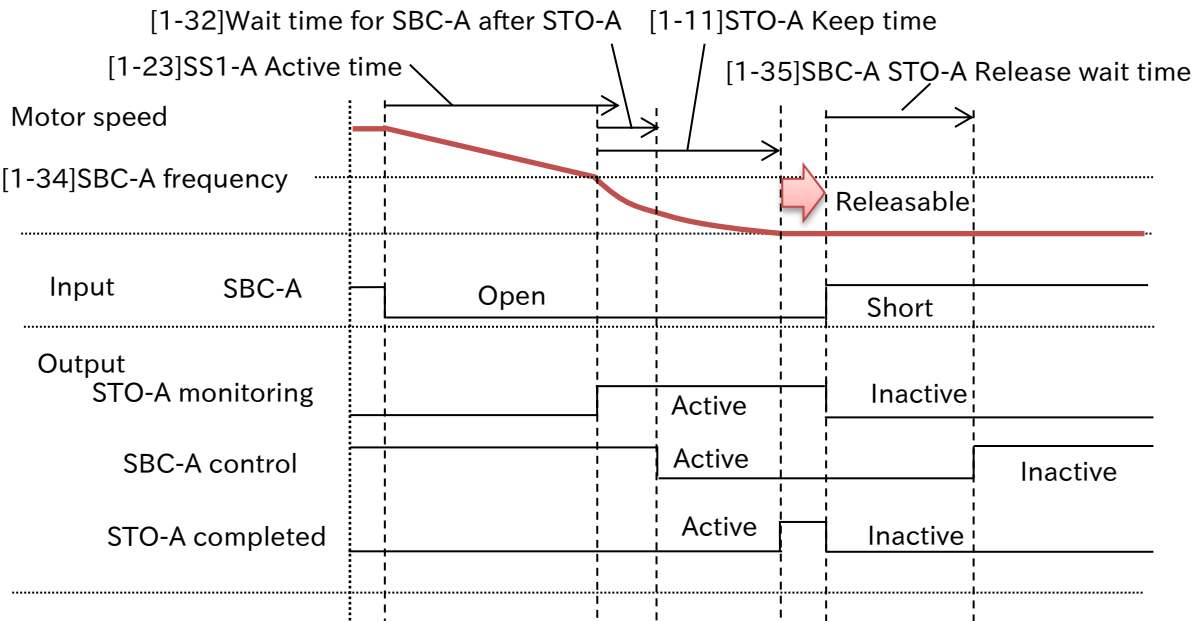 [1-32]Wait time for SBC-A after STO-A [1-11]STO-A Keep time
[1-23]SS1-A Active time [1-35]SBC-A STO-A Release wait time
Motor speed
[1-34]SBC-A frequency
Releasable
Input SBC-A Open Short
Output
STO-A monitoring Active Inactive
SBC-A control Active Inactive
STO-A completed Active Inactive